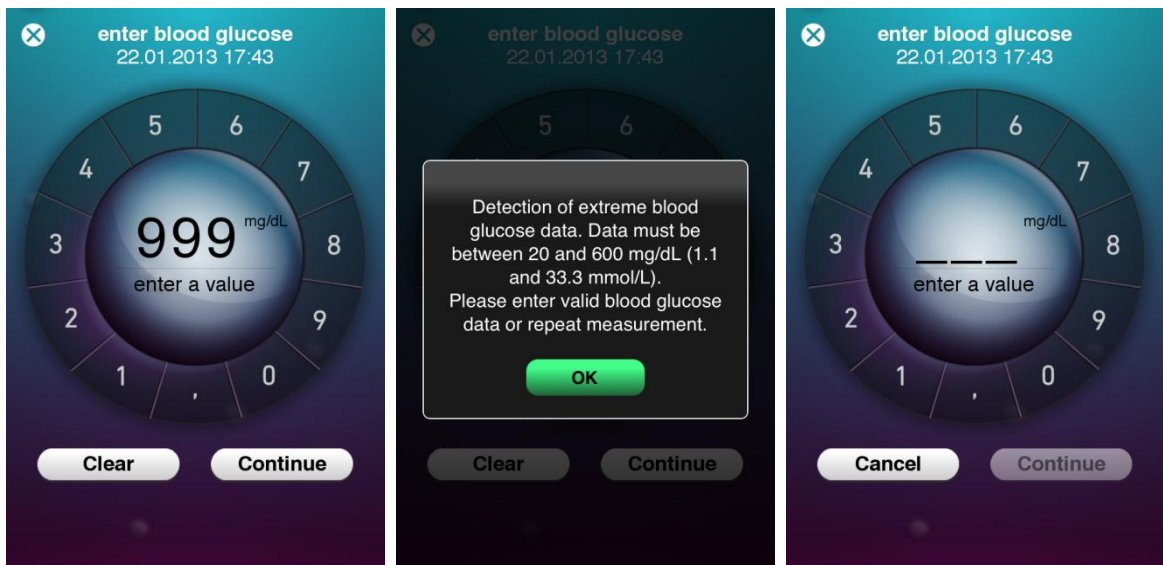 enter blood glucose
22.01.2013 17:43
5 6
4 7
999 mg/dL
3 8
enter a value
2 9
1 , 0
Clear Continue
enter blood glucose
22.01.2013 17:43
5 6
Detection of extreme blood
glucose data. Data must be
between 20 and 600 mg/dL (1.1
and 33.3 mmol/L).
Please enter valid blood glucose
data or repeat measurement.
OK
Clear Continue
enter blood glucose
22.01.2013 17:43
5 6
4 7
___ mg/dL
3 8
enter a value
2 9
1 , 0
Cancel Continue